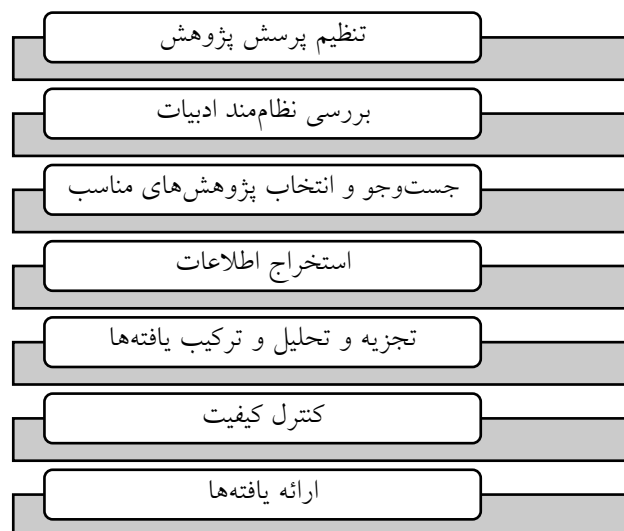 تنظیم پرسش پژوهش
بررسی نظام‌مند ادبیات
جست‌وجو و انتخاب پژوهش‌های مناسب
استخراج اطلاعات
تجزیه و تحلیل و ترکیب یافته‌ها
کنترل کیفیت
ارائه یافته‌ها